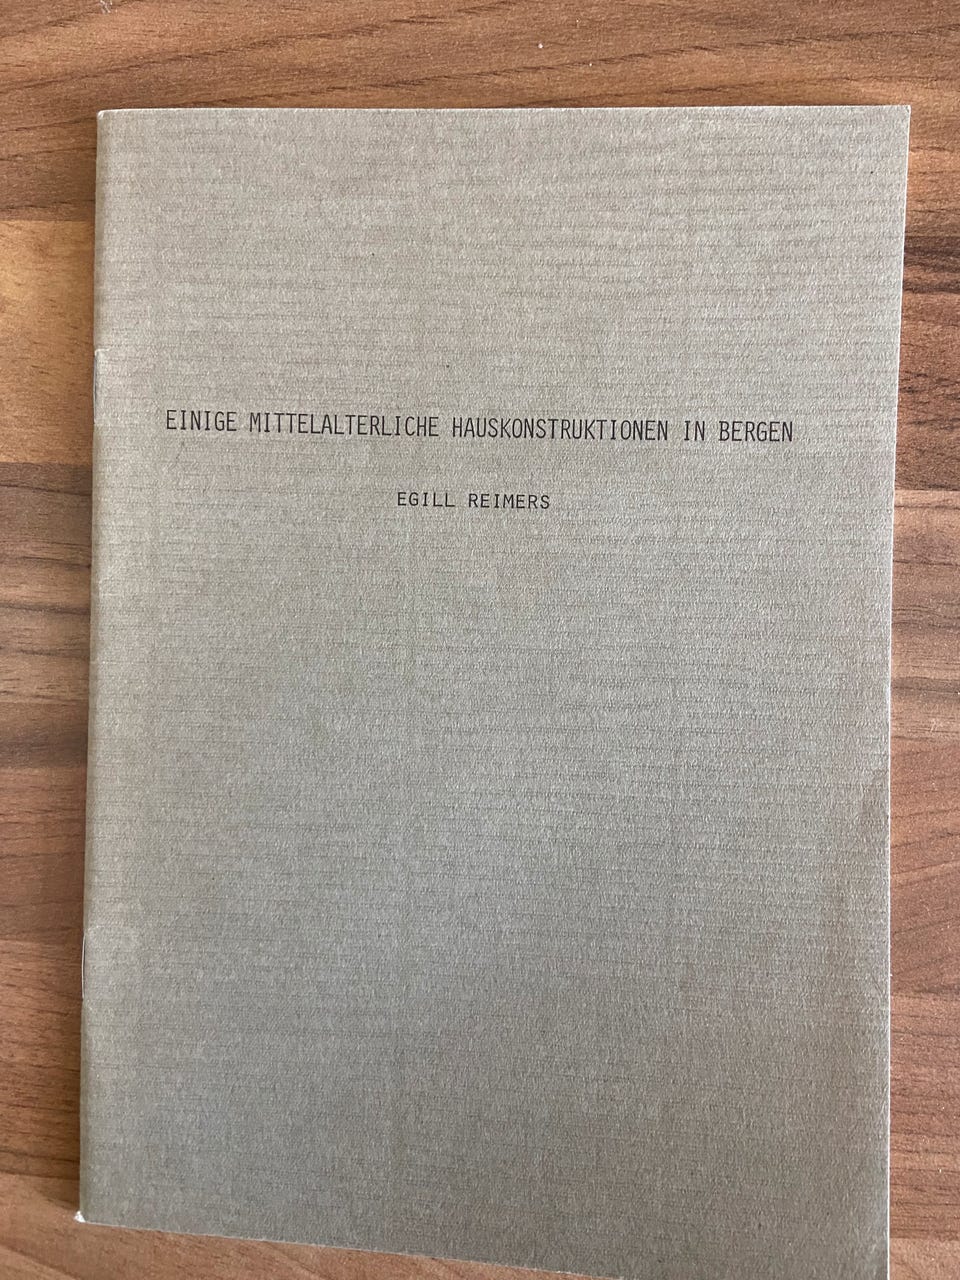 EINIGE MITTELALTERLICHE HAUSKONSTRUKTIONEN IN BERGEN
EGILL REIMERS